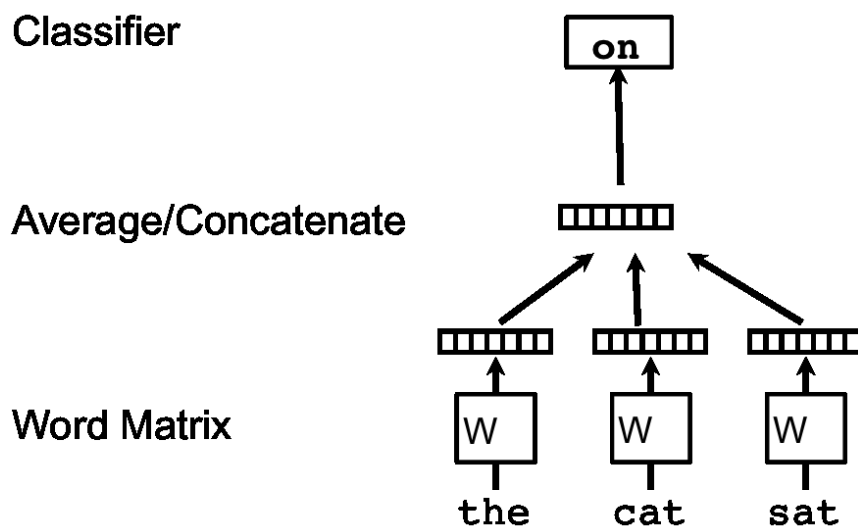 Classifier
on
Average/Concatenate
Word Matrix
W W W
the cat sat